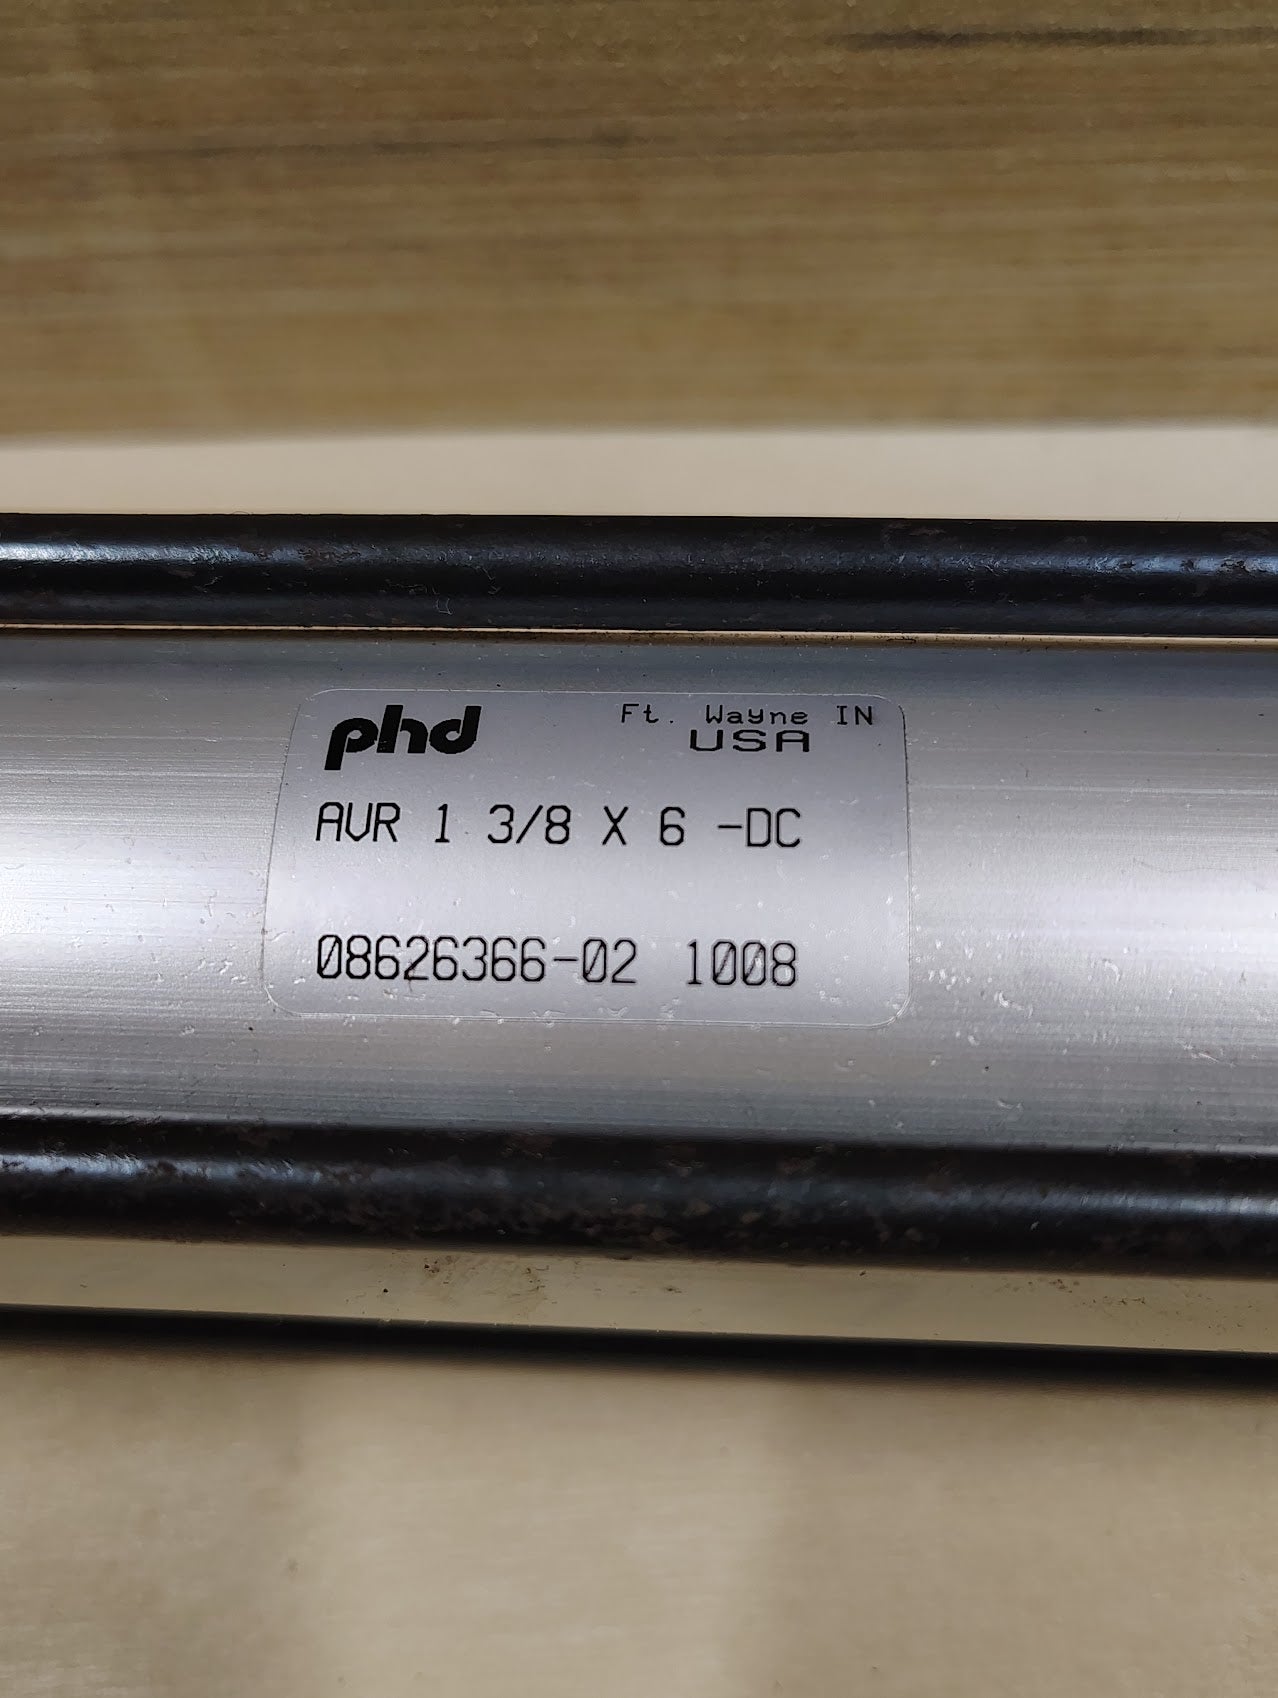 phd
Ft. Wayne IN
USA
AVR 1 3/8 X 6 -DC
08626366-02 1008